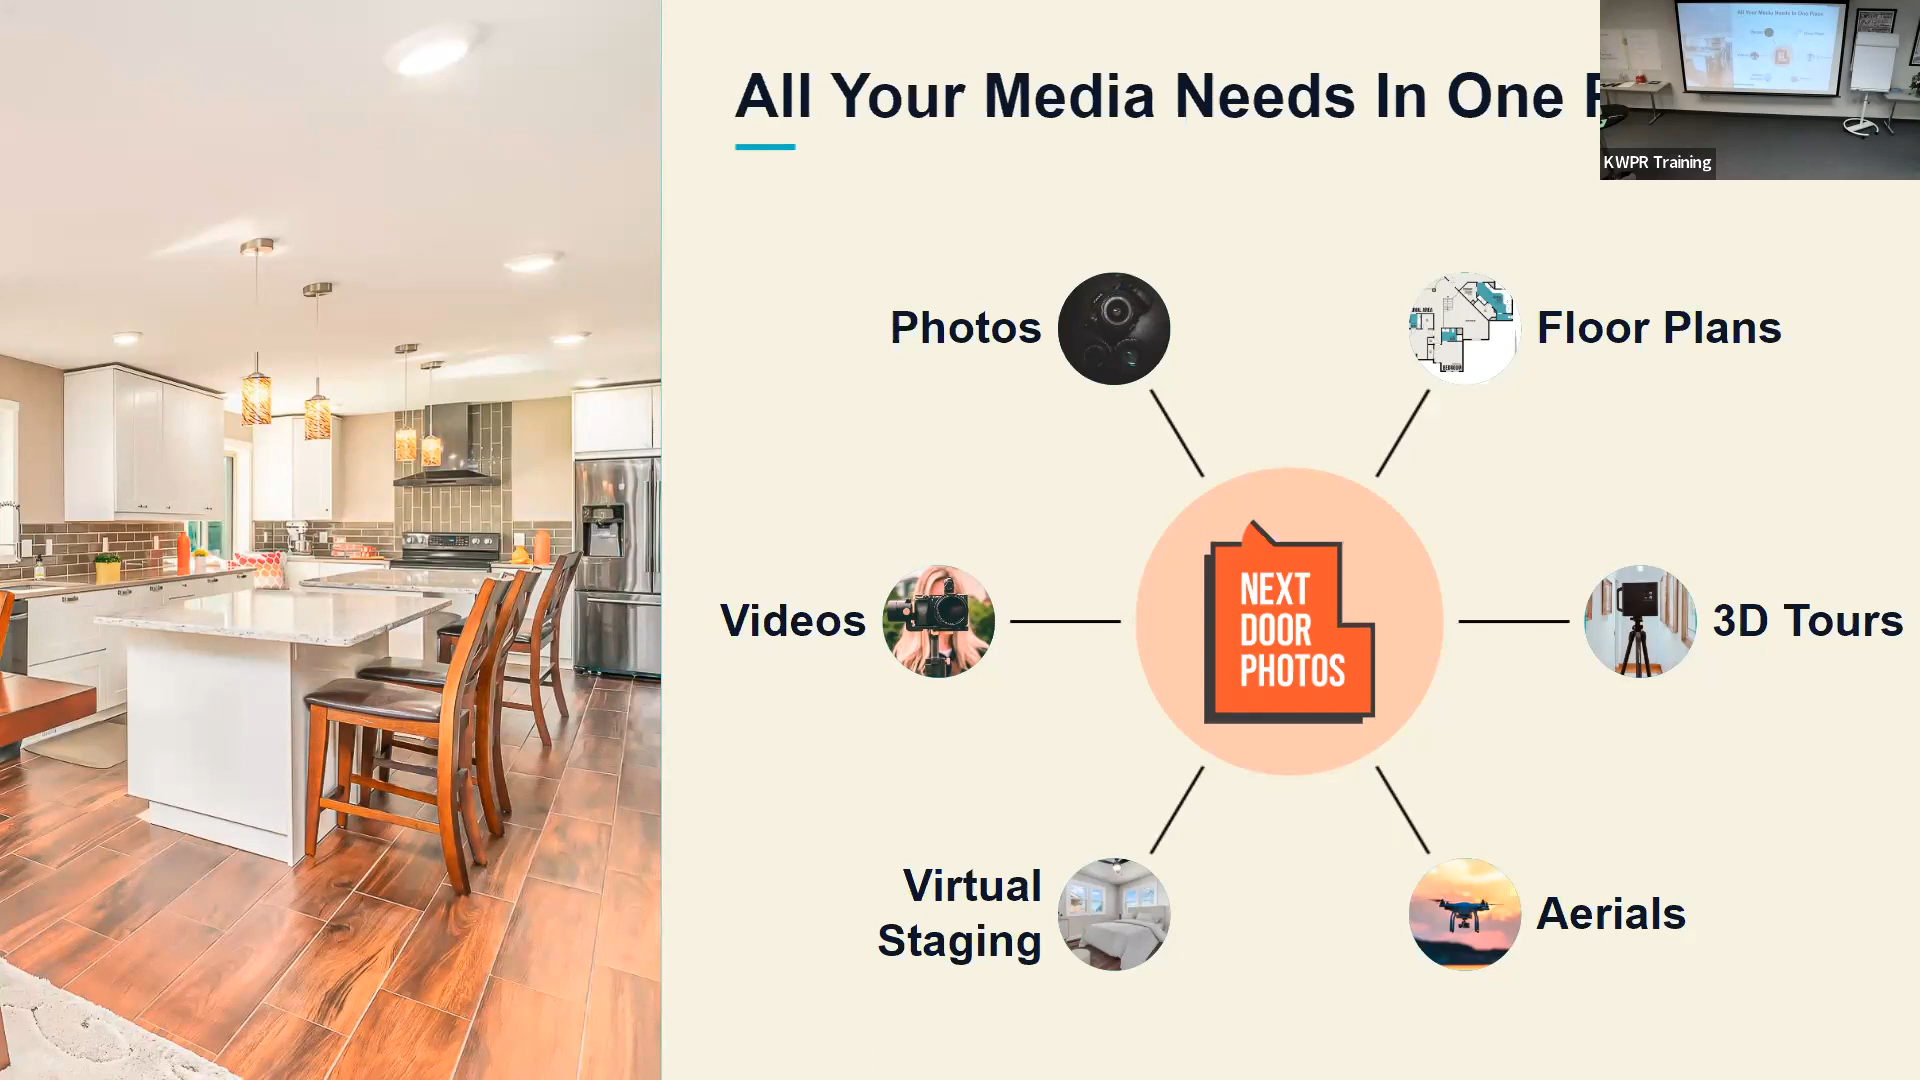 All Your Media Needs In One
KWPR Training
Photos
Floor Plans
NEXT
DOOR
PHOTOS
Videos
3D Tours
Virtual
Staging
Aerials